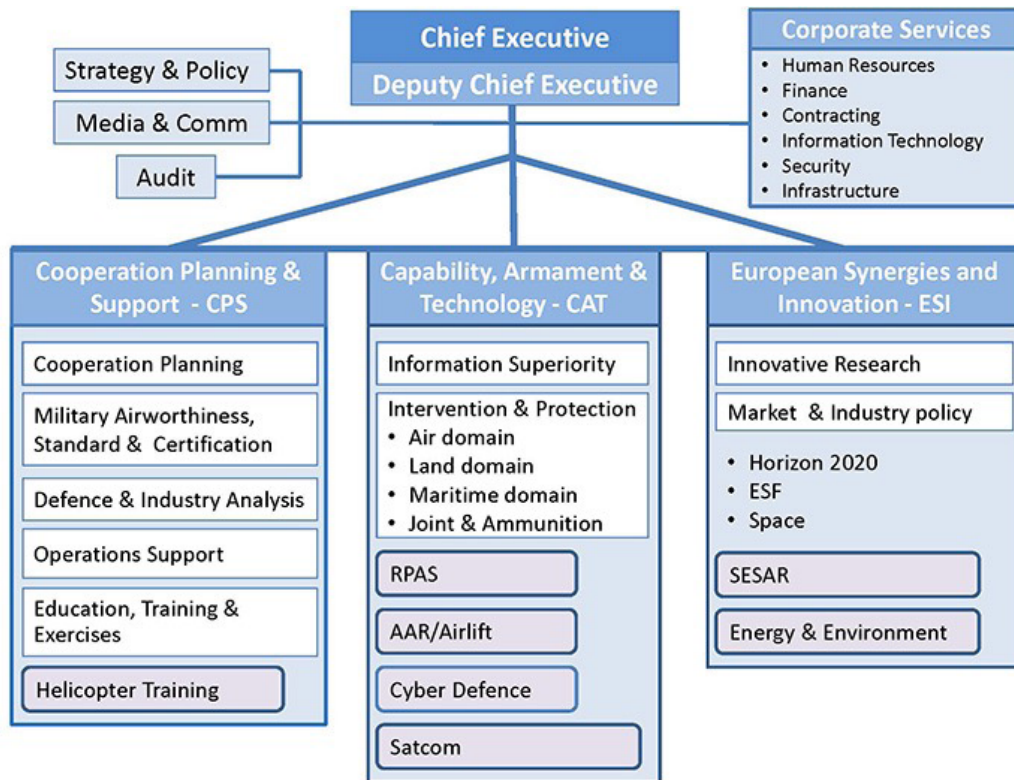 Chief Executive
Deputy Chief Executive
Strategy & Policy
Media & Comm
Audit
Corporate Services
• Human Resources
• Finance
• Contracting
• Information Technology
• Security
• Infrastructure
Cooperation Planning &
Support - CPS
Cooperation Planning
Military Airworthiness,
Standard & Certification
Defence & Industry Analysis
Operations Support
Education, Training &
Exercises
Helicopter Training
Capability, Armament &
Technology - CAT
Information Superiority
Intervention & Protection
• Air domain
• Land domain
• Maritime domain
• Joint & Ammunition
RPAS
AAR/Airlift
Cyber Defence
Satcom
European Synergies and
Innovation - ESI
Innovative Research
Market & Industry policy
• Horizon 2020
• ESF
• Space
SESAR
Energy & Environment